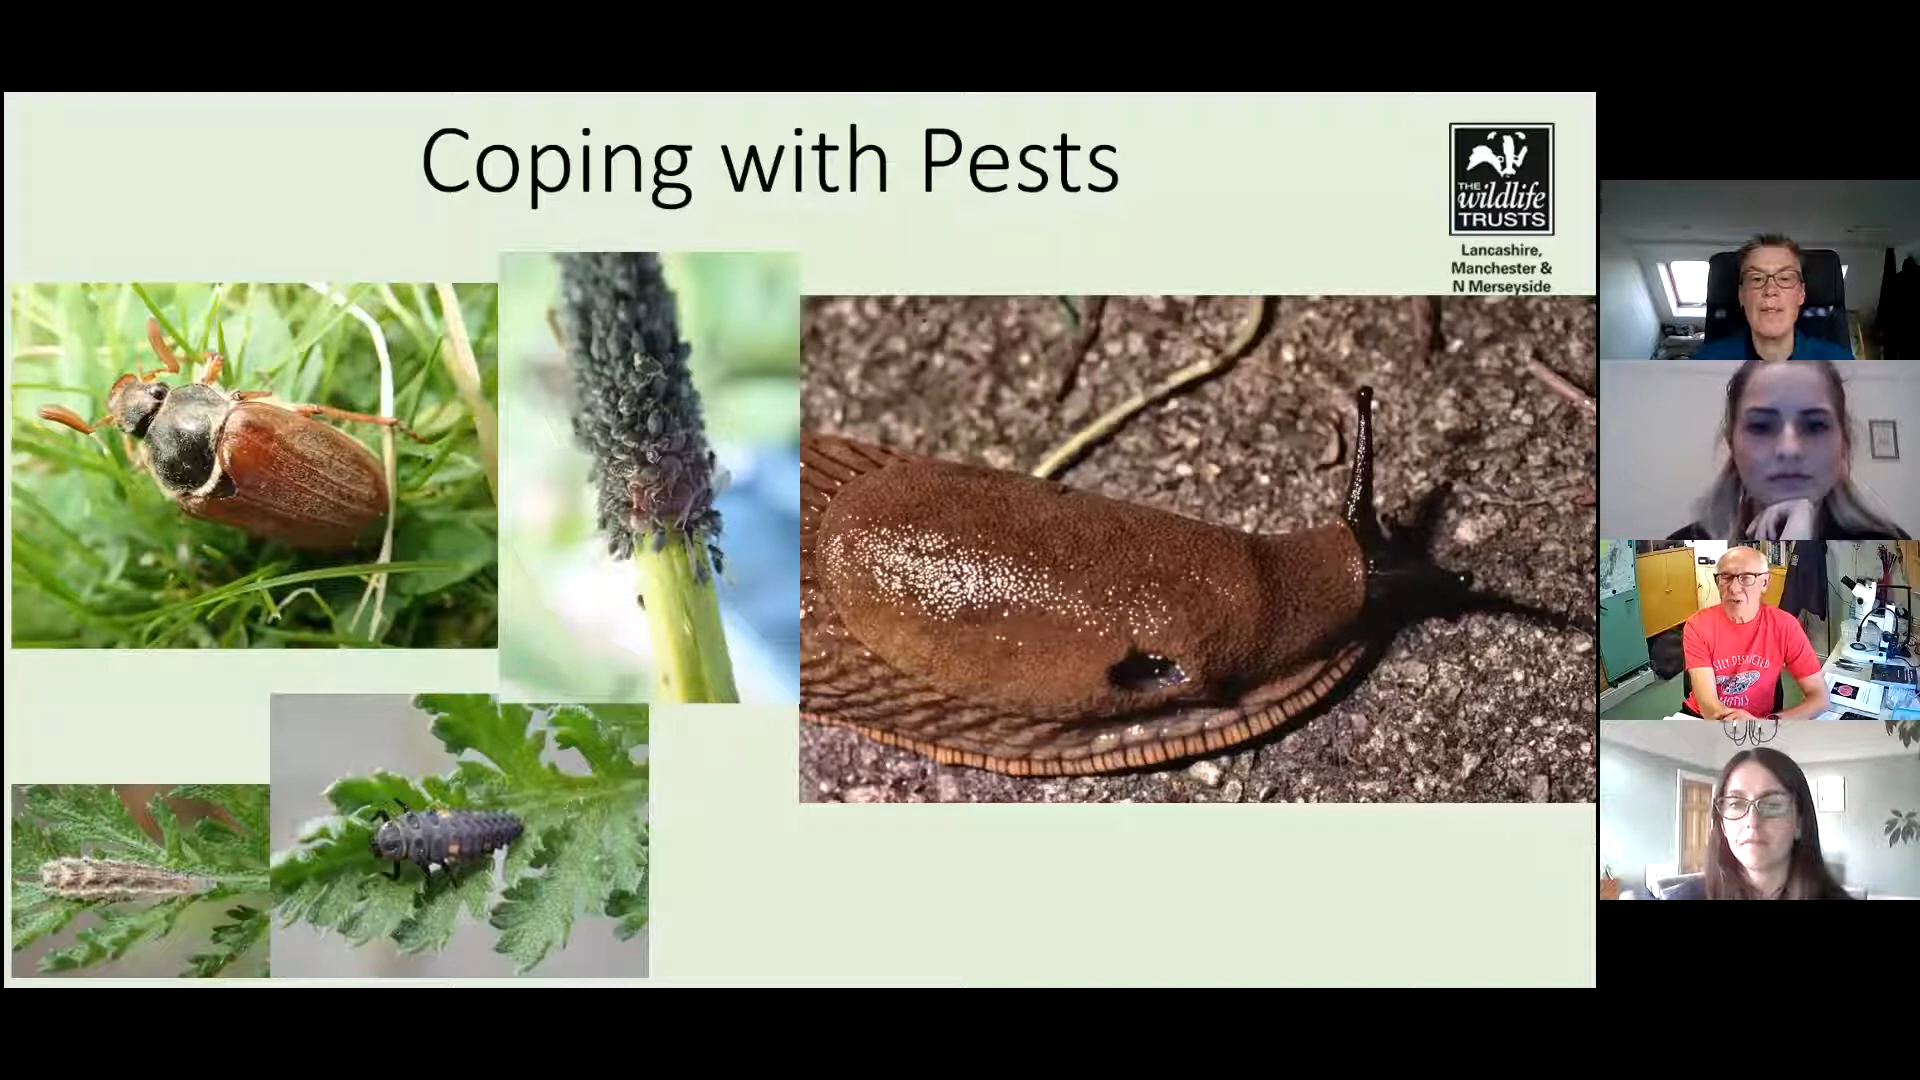 Coping with Pests
THE
wildlife
TRUSTS
Lancashire,
Manchester &
N Merseyside